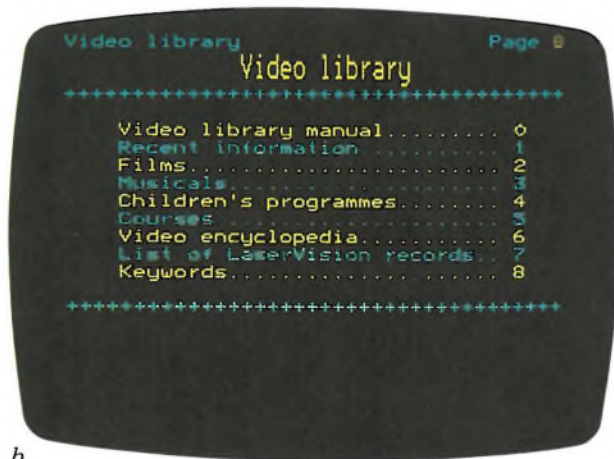 Video library Page 0
Video library
++++++++++++++++++++++++++++++++++++++++
Video library manual......... 0
Recent information .......... 1
Films........................ 2
Musicals..................... 3
Children's programmes........ 4
Courses...................... 5
Video encyclopedia........... 6
List of LaserVision records.. 7
Keywords..................... 8
++++++++++++++++++++++++++++++++++++++++
b